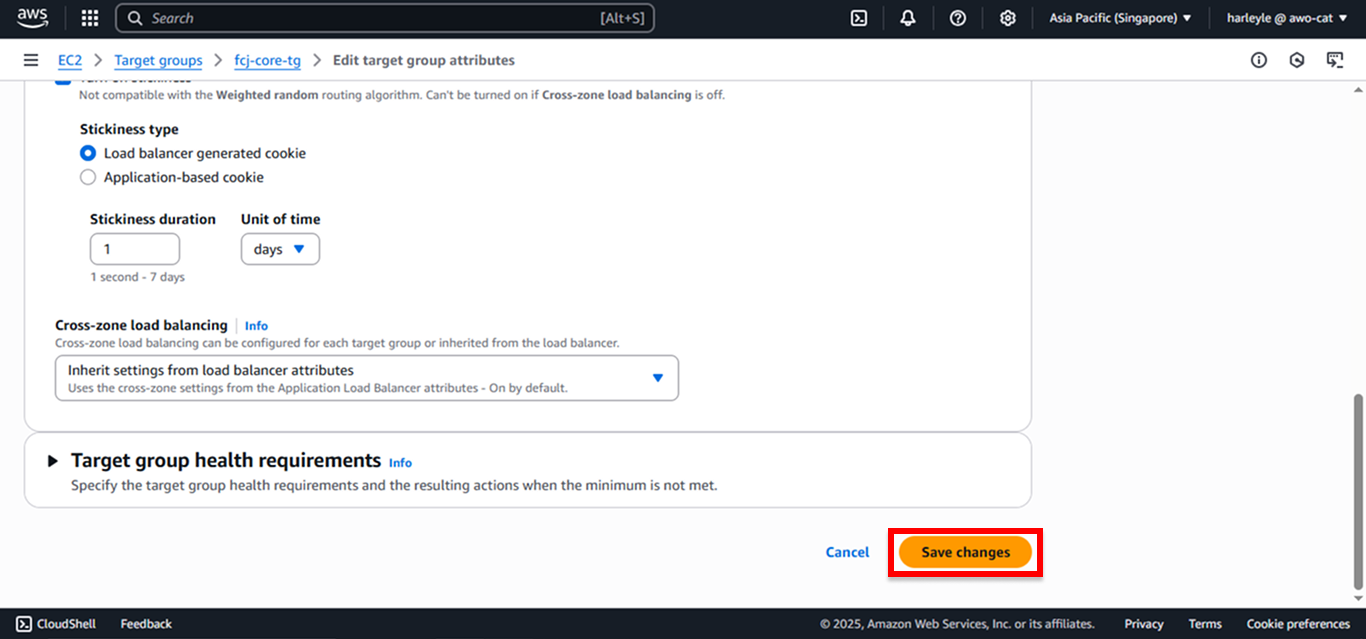 aws Search [Alt+S] Asia Pacific (Singapore) harleyle @ awo-cat
EC2 Target groups fcj-core-tg Edit target group attributes
Turn on stickiness
Not compatible with the Weighted random routing algorithm. Can't be turned on if Cross-zone load balancing is off.
Stickiness type
Load balancer generated cookie
Application-based cookie
Stickiness duration Unit of time
1 days
1 second - 7 days
Cross-zone load balancing Info
Cross-zone load balancing can be configured for each target group or inherited from the load balancer.
Inherit settings from load balancer attributes
Uses the cross-zone settings from the Application Load Balancer attributes - On by default.
Target group health requirements Info
Specify the target group health requirements and the resulting actions when the minimum is not met.
Cancel Save changes
CloudShell Feedback © 2025, Amazon Web Services, Inc. or its affiliates. Privacy Terms Cookie preferences